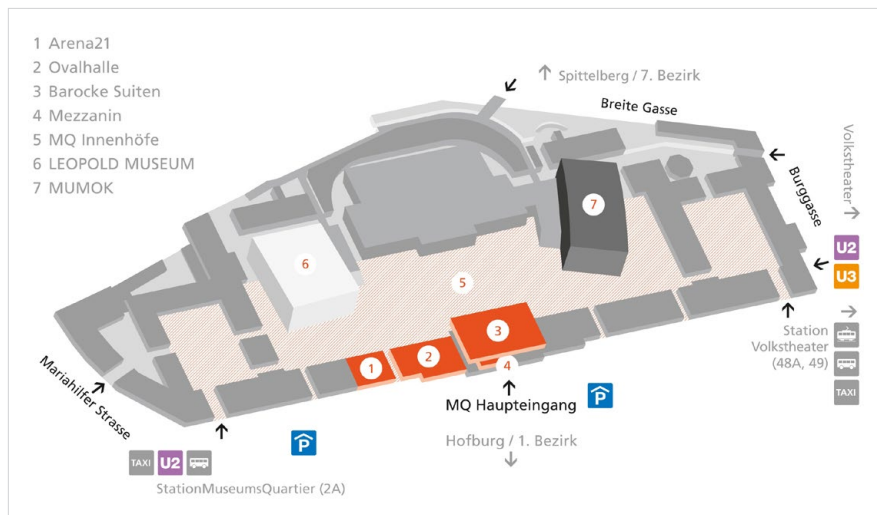 1 Arena21
2 Ovalhalle
3 Barocke Suiten
4 Mezzanin
5 MQ Innenhöfe
6 LEOPOLD MUSEUM
7 MUMOK
↑ Spittelberg / 7. Bezirk
Breite Gasse
Volkstheater
Burggasse
U2
U3
7
6
5
3
2
1
4
Station
Volkstheater
(48A, 49)
TAXI
MQ Haupteingang
P
Hofburg / 1. Bezirk
Mariahilfer Strasse
P
TAXI U2
StationMuseumsQuartier (2A)